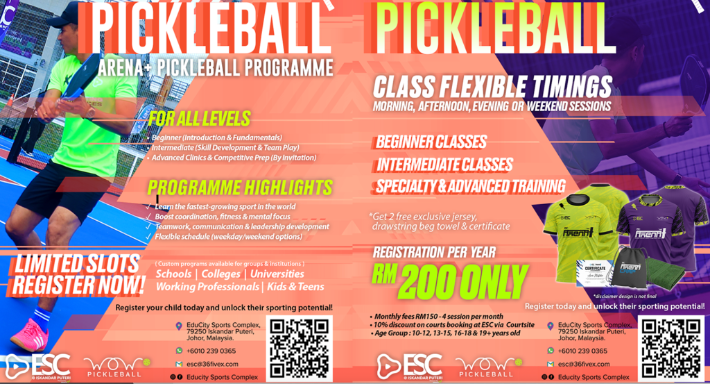 PICKLEBALL
ARENA+ PICKLEBALL PROGRAMME
FOR ALL LEVELS
• Beginner (Introduction & Fundamentals)
• Intermediate (Skill Development & Team Play)
• Advanced Clinics & Competitive Prep (By Invitation)
PROGRAMME HIGHLIGHTS
✓ Learn the fastest-growing sport in the world
✓ Boost coordination, fitness & mental focus
✓ Teamwork, communication & leadership development
✓ Flexible schedule (weekday/weekend options)
LIMITED SLOTS
REGISTER NOW!
( Custom programs available for groups & institutions )
Schools | Colleges | Universities
Working Professionals | Kids & Teens
Register your child today and unlock their sporting potential!
ESC
@ ISKANDAR PUTERI
WOW
PICKLEBALL
EduCity Sports Complex,
79250 Iskandar Puteri,
Johor, Malaysia.
+6010 239 0365
esc@36fivex.com
Educity Sports Complex
PICKLEBALL
CLASS FLEXIBLE TIMINGS
MORNING, AFTERNOON, EVENING OR WEEKEND SESSIONS
BEGINNER CLASSES
INTERMEDIATE CLASSES
SPECIALTY & ADVANCED TRAINING
*Get 2 free exclusive jersey,
drawstring beg towel & certificate
REGISTRATION PER YEAR
RM 200 ONLY
• Monthly fees RM150 - 4 session per month
• 10% discount on courts booking at ESC via Courtsite
• Age Group : 10-12, 13-15, 16-18 & 19+ years old
CERTIFICATE
*disclaimer design is not final
Register today and unlock their sporting potential!
ESC
@ ISKANDAR PUTERI
WOW
PICKLEBALL
EduCity Sports Complex,
79250 Iskandar Puteri,
Johor, Malaysia.
+6010 239 0365
esc@36fivex.com
Educity Sports Complex